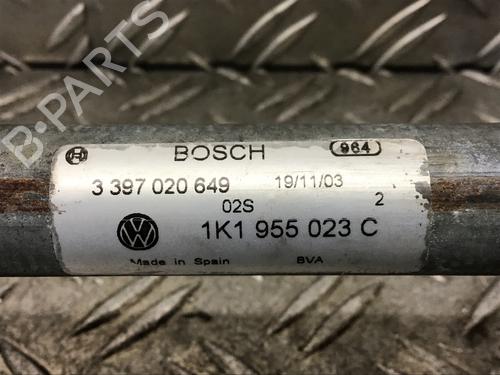 B-PARTS
BOSCH 964
3 397 020 649 19/11/03
02S 2
1K1 955 023 C
Made in Spain BVA